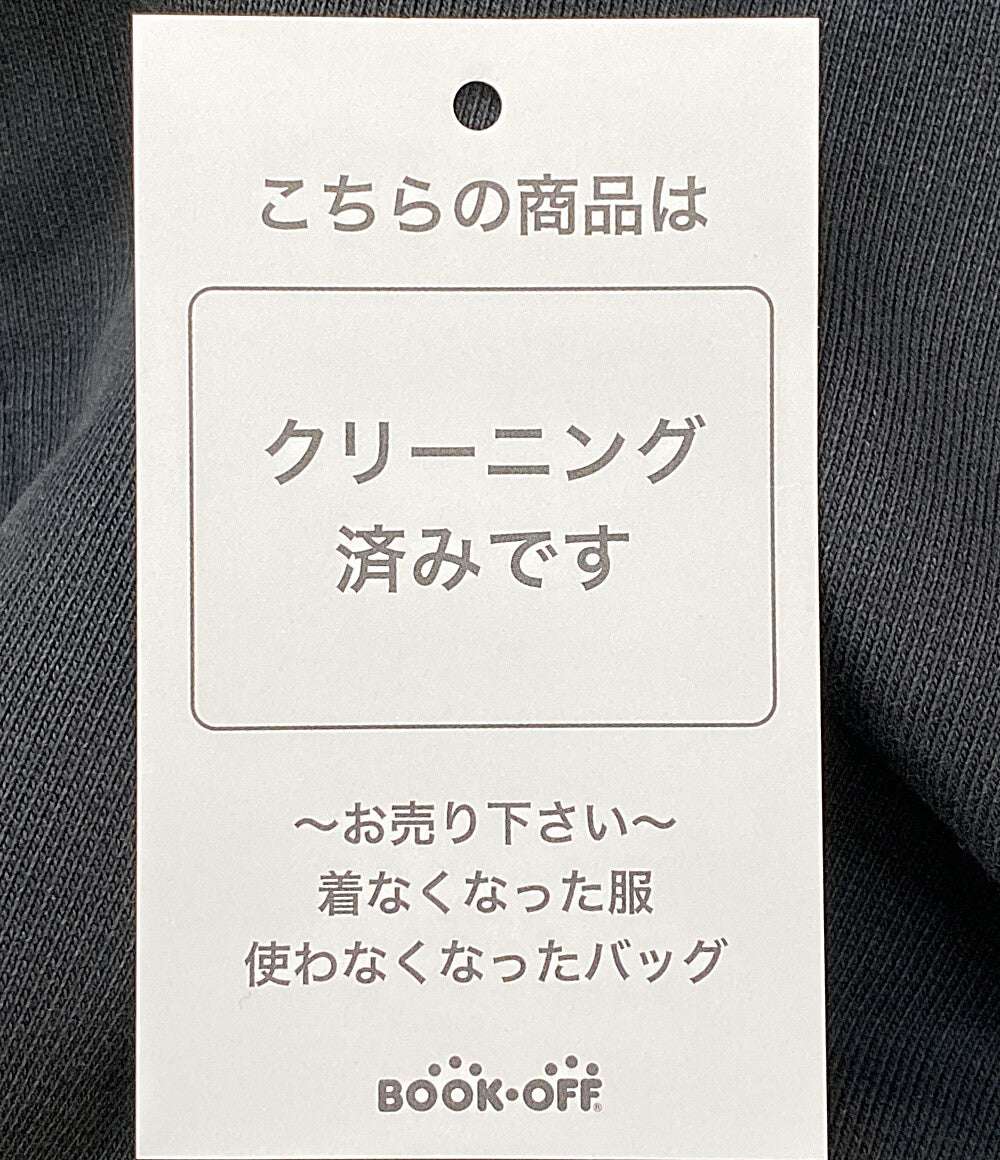 こちらの商品は
クリーニング
済みです
〜お売り下さい〜
着なくなった服
使わなくなったバッグ
BOOK・OFF®